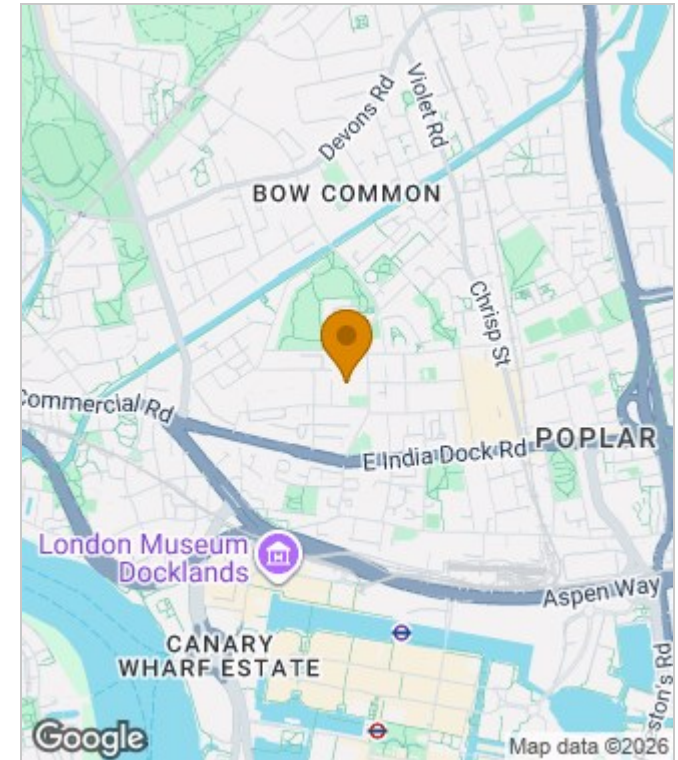 Devons Rd
Violet Rd
BOW COMMON
Chrisp St
Commercial Rd
E India Dock Rd
POPLAR
London Museum
Docklands
Aspen Way
CANARY
WHARF ESTATE
ston's Rd
Google
Map data ©2026